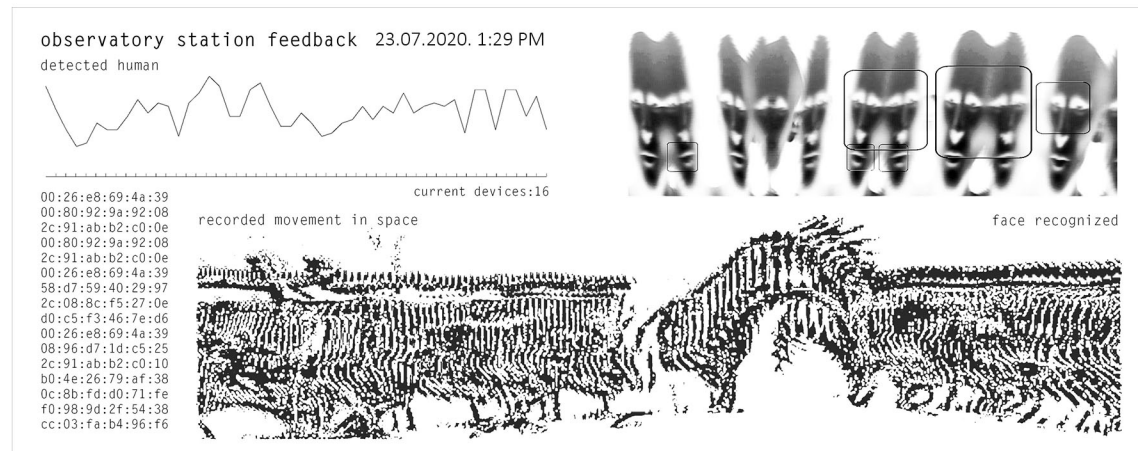 observatory station feedback 23.07.2020. 1:29 PM
detected human
current devices:16
00:26:e8:69:4a:39
00:80:92:9a:92:08
2c:91:ab:b2:c0:0e
00:80:92:9a:92:08
2c:91:ab:b2:c0:0e
00:26:e8:69:4a:39
58:d7:59:40:29:97
2c:08:8c:f5:27:0e
d0:c5:f3:46:7e:d6
00:26:e8:69:4a:39
08:96:d7:1d:c5:25
2c:91:ab:b2:c0:10
b0:4e:26:79:af:38
0c:8b:fd:d0:71:fe
f0:98:9d:2f:54:38
cc:03:fa:b4:96:f6
recorded movement in space
face recognized